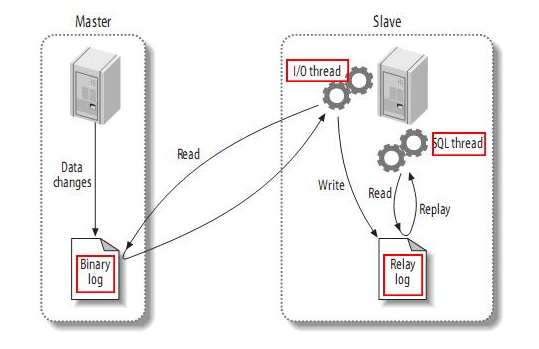 Master
Slave
I/O thread
SQL thread
Data
changes
Read
Write
Read
Replay
Binary
log
Relay
log